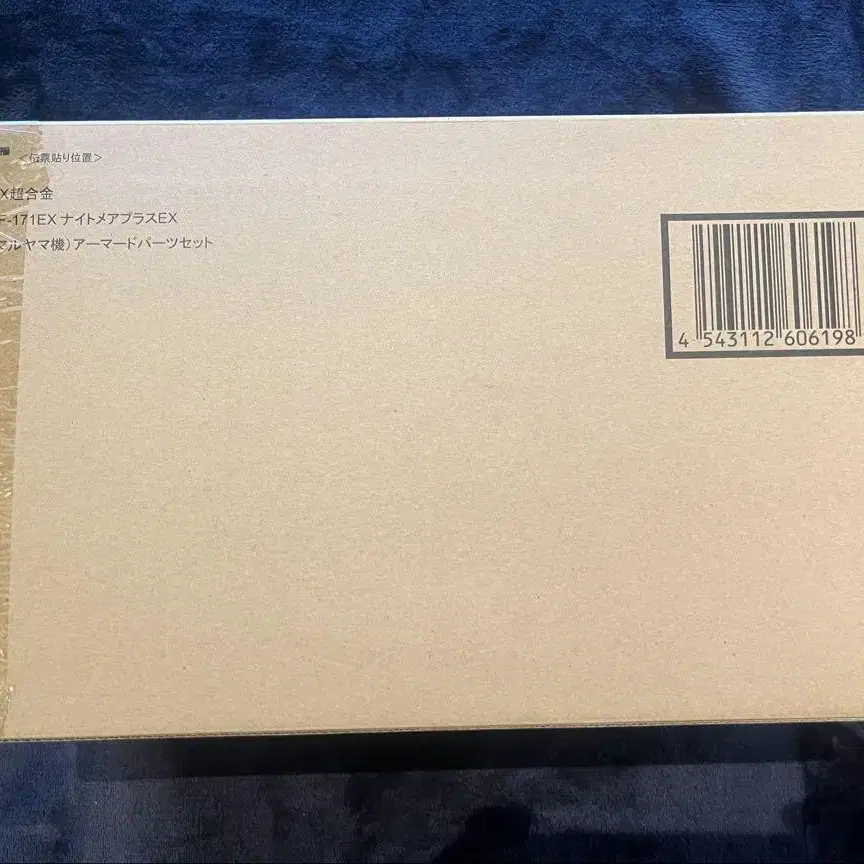 <伝票貼り位置>
X超合金
F-171EX ナイトメアプラスEX
マルヤマ機)アーマードパーツセット
4 543112 606198